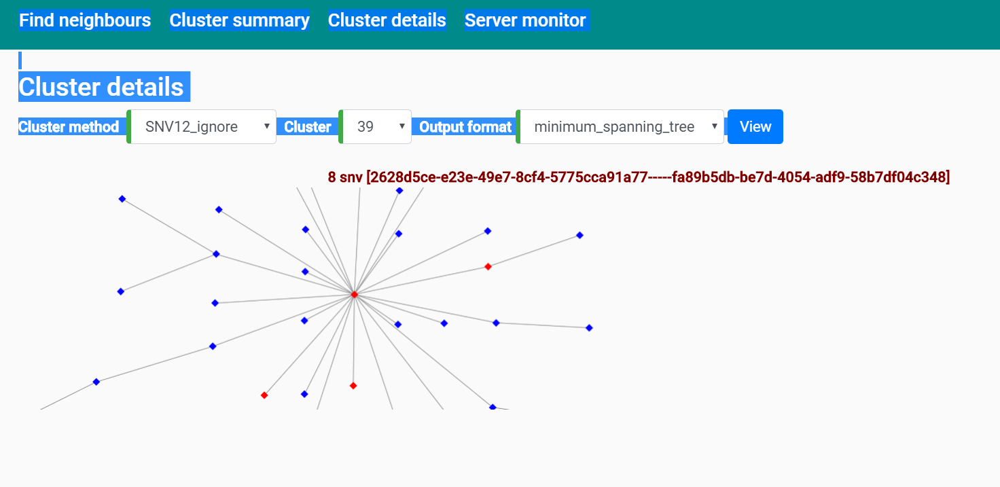 Find neighbours Cluster summary Cluster details Server monitor
Cluster details
Cluster method SNV12_ignore Cluster 39 Output format minimum_spanning_tree View
8 snv [2628d5ce-e23e-49e7-8cf4-5775cca91a77-----fa89b5db-be7d-4054-adf9-58b7df04c348]